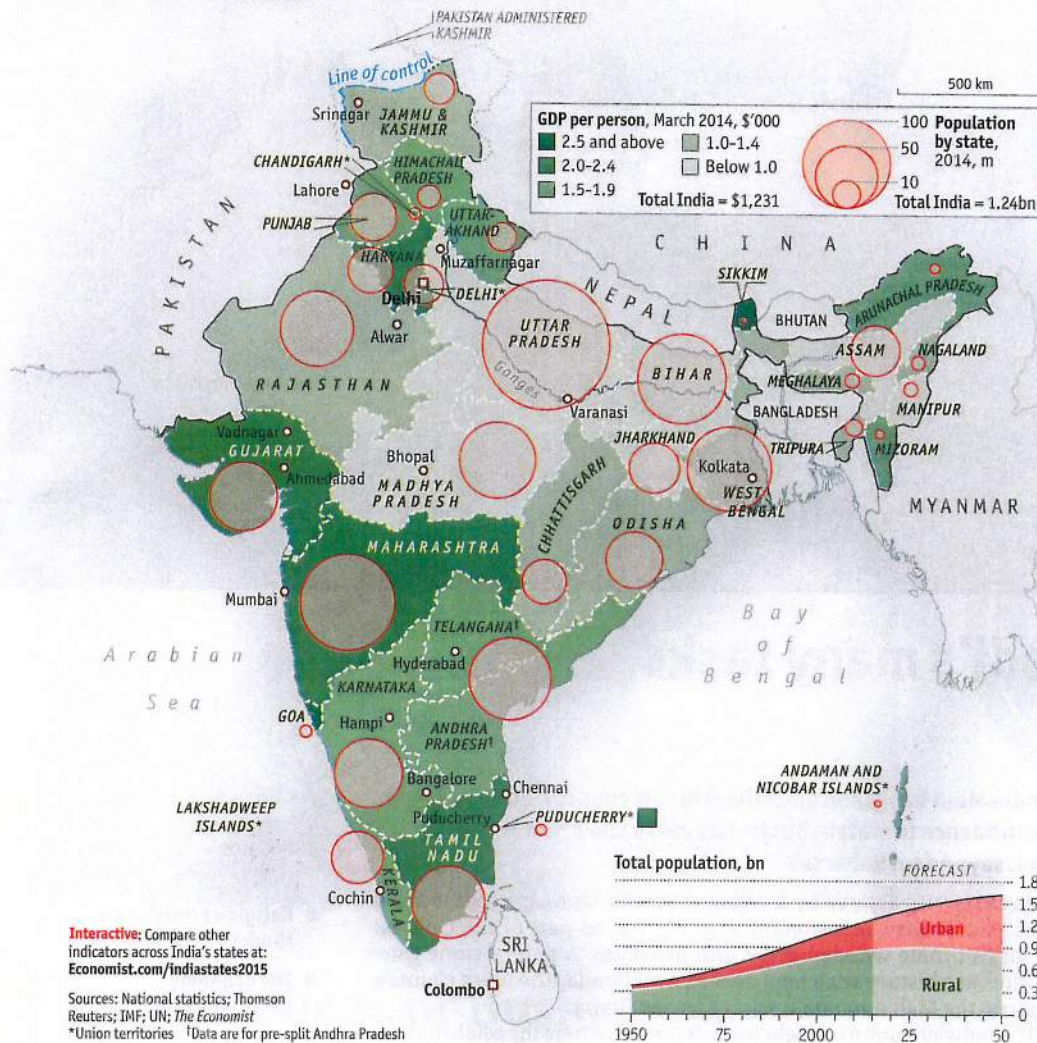 PAKISTAN ADMINISTERED
KASHMIR
Line of control
Srinagar
JAMMU &
KASHMIR
CHANDIGARH*
HIMACHAL
PRADESH
Lahore
PUNJAB
UTTAR-
AKHAND
HARYANA
Muzaffarnagar
Delhi
DELHI*
PAKISTAN
Alwar
RAJASTHAN
500 km
GDP per person, March 2014, $'000
2.5 and above
2.0-2.4
1.5-1.9
1.0-1.4
Below 1.0
Total India = $1,231
100
50
10
Population
by state,
2014, m
Total India = 1.24bn
CHINA
NEPAL
SIKKIM
BHUTAN
ARUNACHAL PRADESH
UTTAR
PRADESH
Ganges
BIHAR
ASSAM
NAGALAND
MEGHALAYA
BANGLADESH
MANIPUR
Varanasi
TRIPURA
MIZORAM
Vadnagar
GUJARAT
Ahmedabad
Bhopal
MADHYA
PRADESH
JHARKHAND
Kolkata
WEST
BENGAL
MYANMAR
CHHATTISGARH
ODISHA
MAHARASHTRA
Mumbai
TELANGANA†
Hyderabad
Arabian
Sea
Bay
of
Bengal
KARNATAKA
GOA
Hampi
ANDHRA
PRADESH†
Bangalore
Chennai
LAKSHADWEEP
ISLANDS*
Puducherry
PUDUCHERRY*
ANDAMAN AND
NICOBAR ISLANDS*
TAMIL
NADU
KERALA
Cochin
SRI
LANKA
Colombo
Total population, bn
FORECAST
1.8
1.5
1.2
0.9
0.6
0.3
0
Urban
Rural
1950
75
2000
25
50
Interactive: Compare other
indicators across India's states at:
Economist.com/indiastates2015
Sources: National statistics; Thomson
Reuters; IMF; UN; The Economist
*Union territories †Data are for pre-split Andhra Pradesh